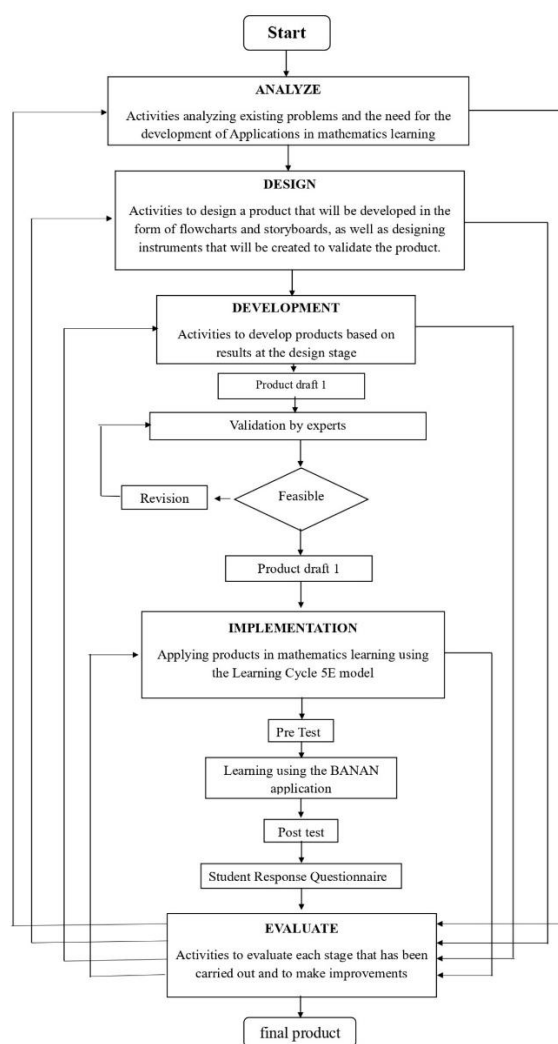 Start
ANALYZE
Activities analyzing existing problems and the need for the
development of Applications in mathematics learning
DESIGN
Activities to design a product that will be developed in the
form of flowcharts and storyboards, as well as designing
instruments that will be created to validate the product.
DEVELOPMENT
Activities to develop products based on
results at the design stage
Product draft 1
Validation by experts
Revision
Feasible
Product draft 1
IMPLEMENTATION
Applying products in mathematics learning using
the Learning Cycle 5E model
Pre Test
Learning using the BANAN
application
Post test
Student Response Questionnaire
EVALUATE
Activities to evaluate each stage that has been
carried out and to make improvements
final product